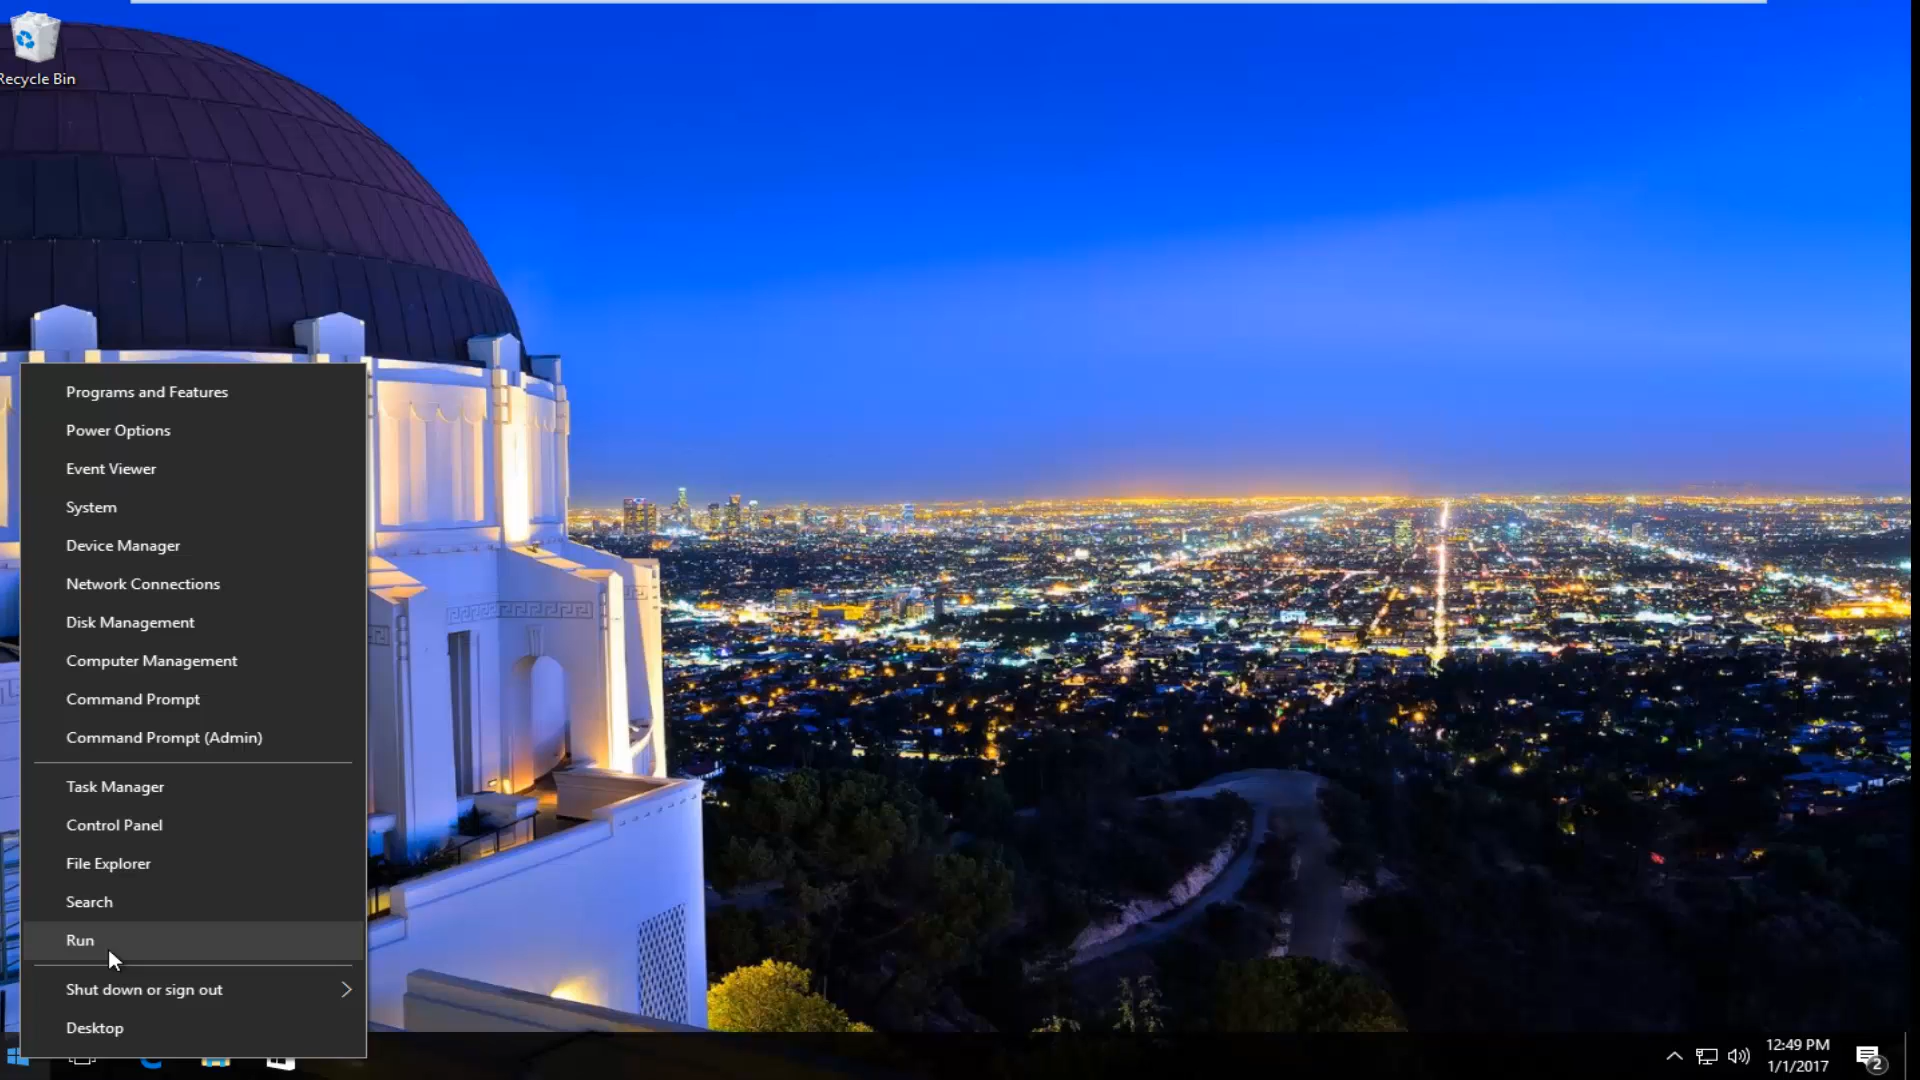 Recycle Bin
Programs and Features
Power Options
Event Viewer
System
Device Manager
Network Connections
Disk Management
Computer Management
Command Prompt
Command Prompt (Admin)
Task Manager
Control Panel
File Explorer
Search
Run
Shut down or sign out
Desktop
12:49 PM
1/1/2017
2